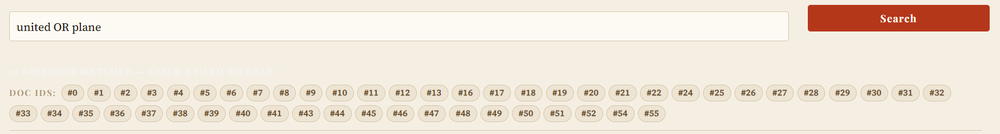 united OR plane
Search
51 SPEECHES MATCHED — CLICK A CARD TO READ
DOC IDS: #0 #1 #2 #3 #4 #5 #6 #7 #8 #9 #10 #11 #12 #13 #16 #17 #18 #19 #20 #21 #22 #24 #25 #26 #27 #28 #29 #30 #31 #32
#33 #34 #35 #36 #37 #38 #39 #40 #41 #43 #44 #45 #46 #47 #48 #49 #50 #51 #52 #54 #55